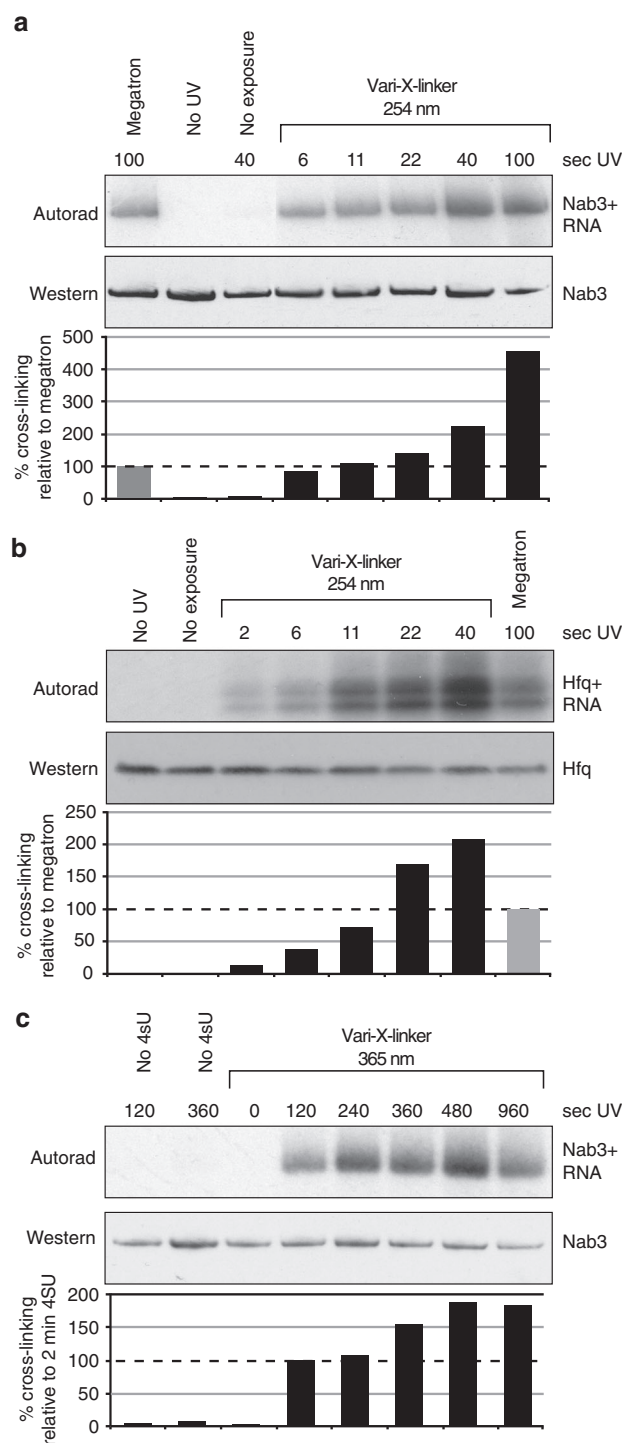 a
Megatron
No UV
No exposure
Vari-X-linker
254 nm
100 40 6 11 22 40 100 sec UV
Autorad
Nab3+
RNA
Western
Nab3
% cross-linking
relative to megatron
500
400
300
200
100
0
b
No UV
No exposure
Vari-X-linker
254 nm
Megatron
2 6 11 22 40 100 sec UV
Autorad
Hfq+
RNA
Western
Hfq
% cross-linking
relative to megatron
250
200
150
100
50
0
c
No 4sU
No 4sU
Vari-X-linker
365 nm
120 360 0 120 240 360 480 960 sec UV
Autorad
Nab3+
RNA
Western
Nab3
% cross-linking
relative to 2 min 4SU
200
150
100
50
0